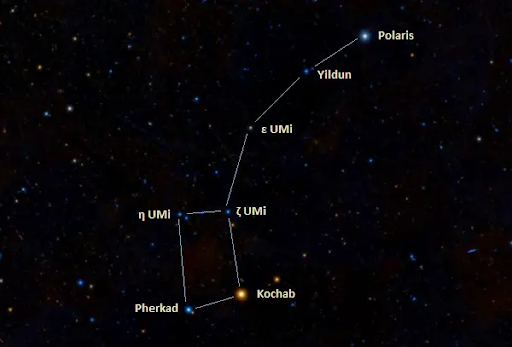 Polaris
Yildun
ε UMi
η UMi
ζ UMi
Kochab
Pherkad